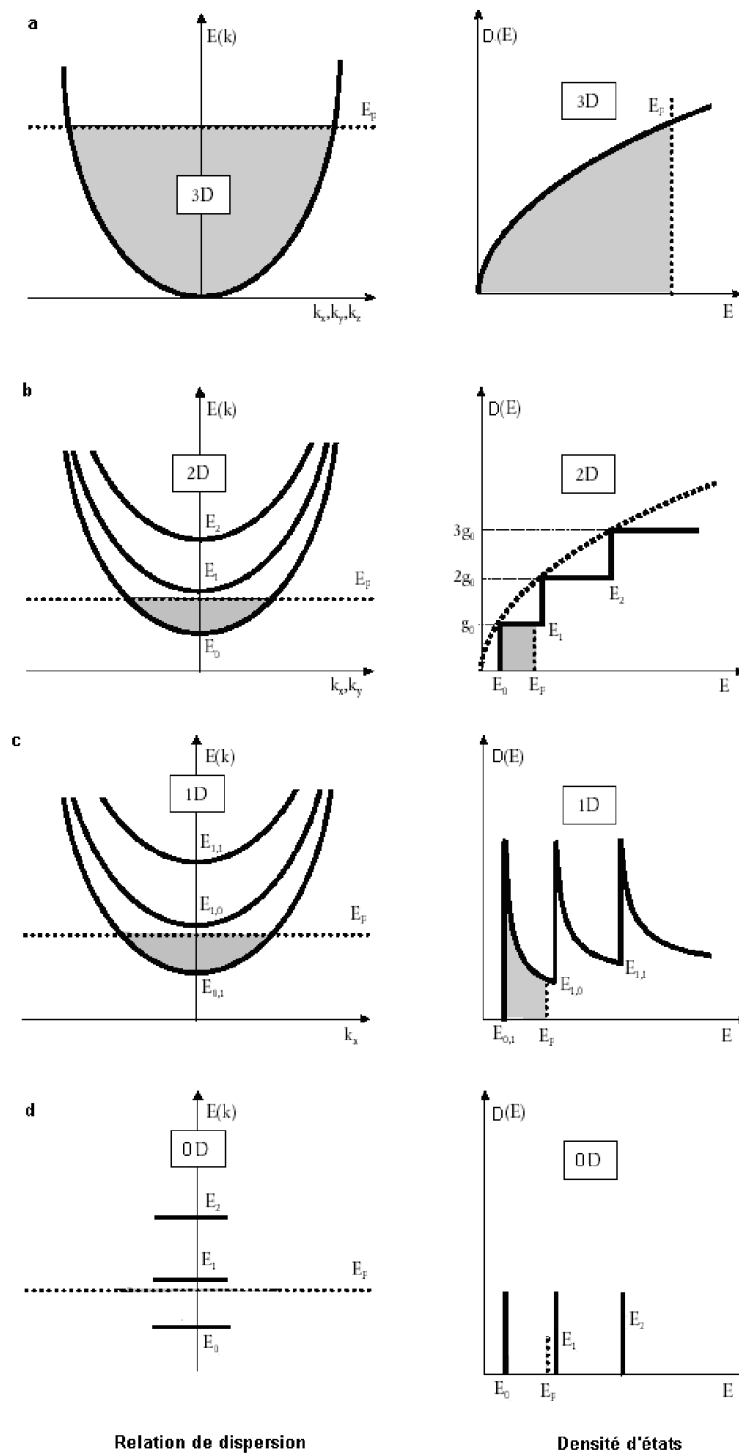 a
E(k)
E_F
3D
k_x,k_y,k_z
D(E)
3D
E_F
E
b
E(k)
2D
E_2
E_1
E_F
E_0
k_x,k_y
D(E)
2D
3g_0
2g_0
g_0
E_2
E_1
E_0
E_F
E
c
E(k)
1D
E_1,1
E_1,0
E_F
E_0,1
k_x
D(E)
1D
E_1,1
E_1,0
E_0,1
E_F
E
d
E(k)
0D
E_2
E_1
E_F
E_0
D(E)
0D
E_2
E_1
E_0
E_F
E
Relation de dispersion
Densité d'états